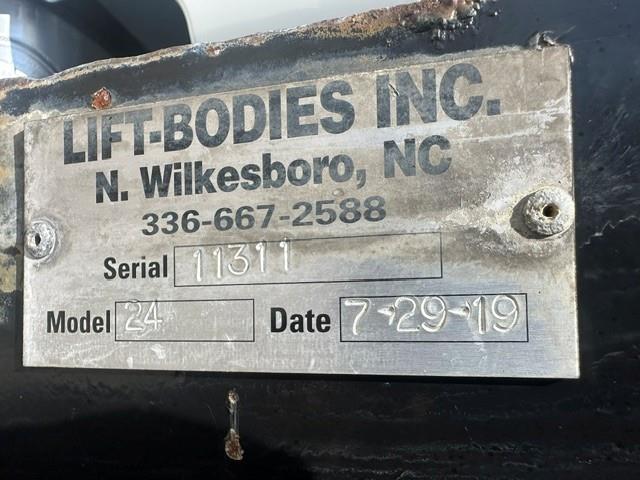 LIFT-BODIES INC.
N. Wilkesboro, NC
336-667-2588
Serial 11311
Model 24 Date 7-29-19